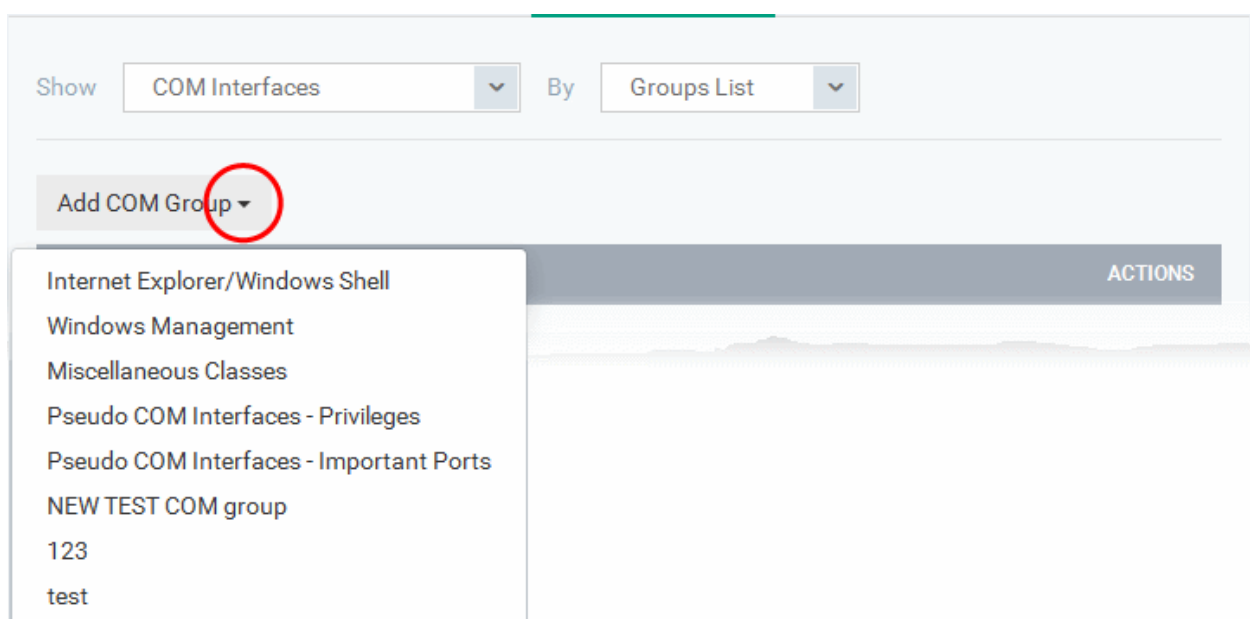 Show COM Interfaces By Groups List
Add COM Group
ACTIONS
Internet Explorer/Windows Shell
Windows Management
Miscellaneous Classes
Pseudo COM Interfaces - Privileges
Pseudo COM Interfaces - Important Ports
NEW TEST COM group
123
test